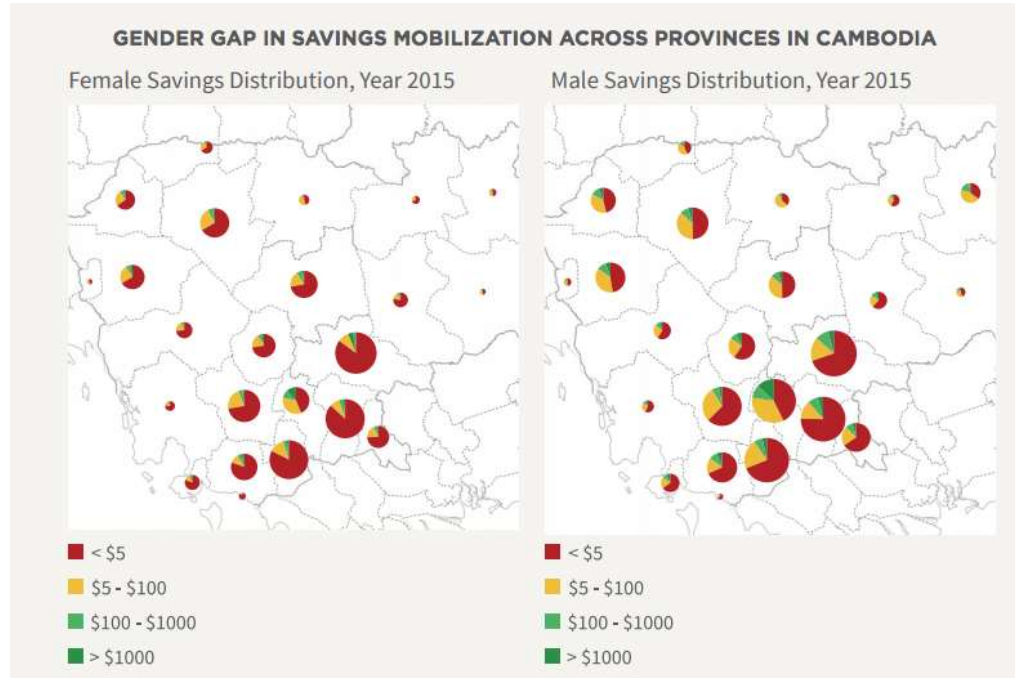 GENDER GAP IN SAVINGS MOBILIZATION ACROSS PROVINCES IN CAMBODIA
Female Savings Distribution, Year 2015
Male Savings Distribution, Year 2015
< $5
$5 - $100
$100 - $1000
> $1000
< $5
$5 - $100
$100 - $1000
> $1000